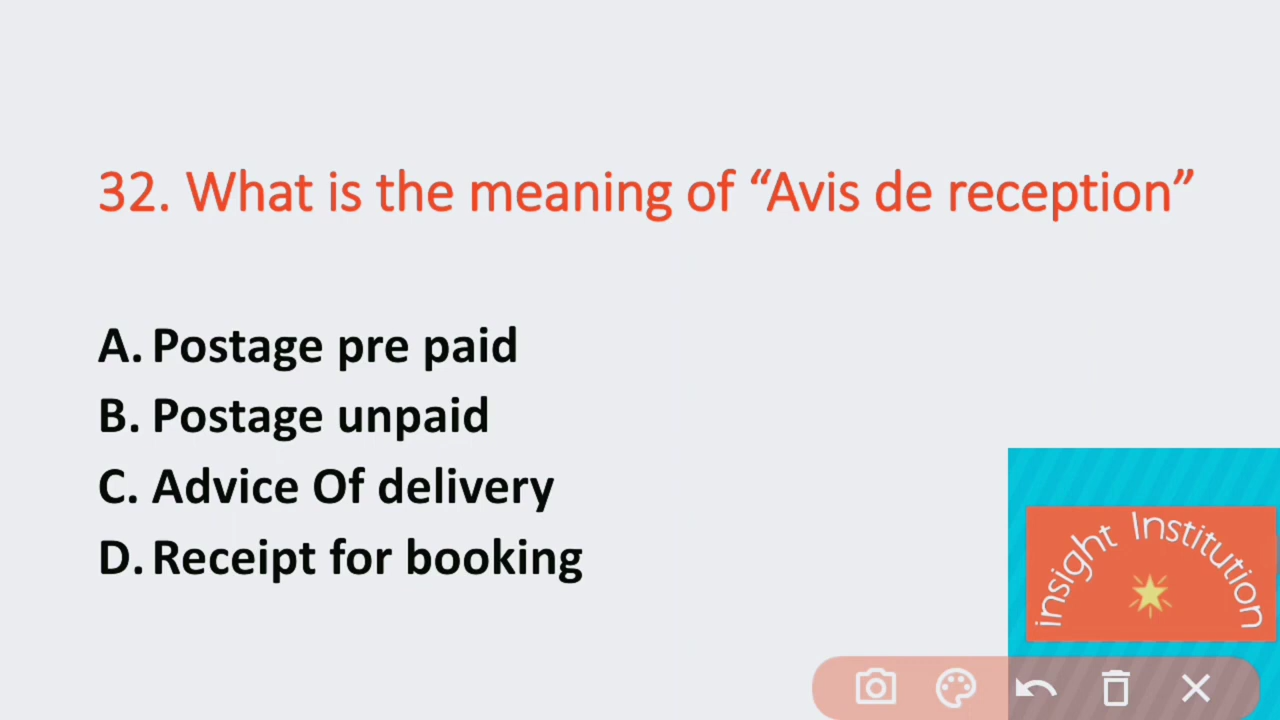 32. What is the meaning of “Avis de reception”
A. Postage pre paid
B. Postage unpaid
C. Advice Of delivery
D. Receipt for booking
insight Institution